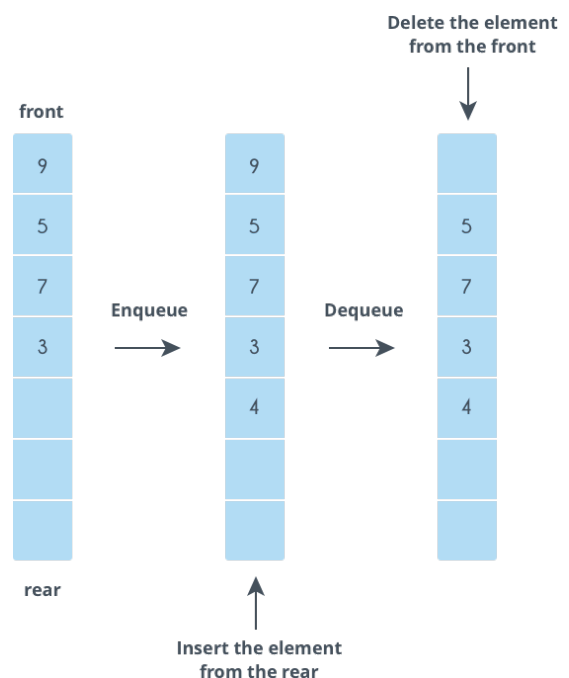 Delete the element
from the front
front
9
5
7
3
Enqueue
9
5
7
3
4
Dequeue
5
7
3
4
rear
Insert the element
from the rear